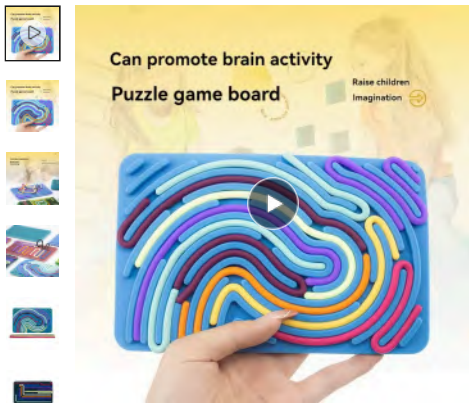 Can promote brain activity
Puzzle game board
Raise children
Imagination